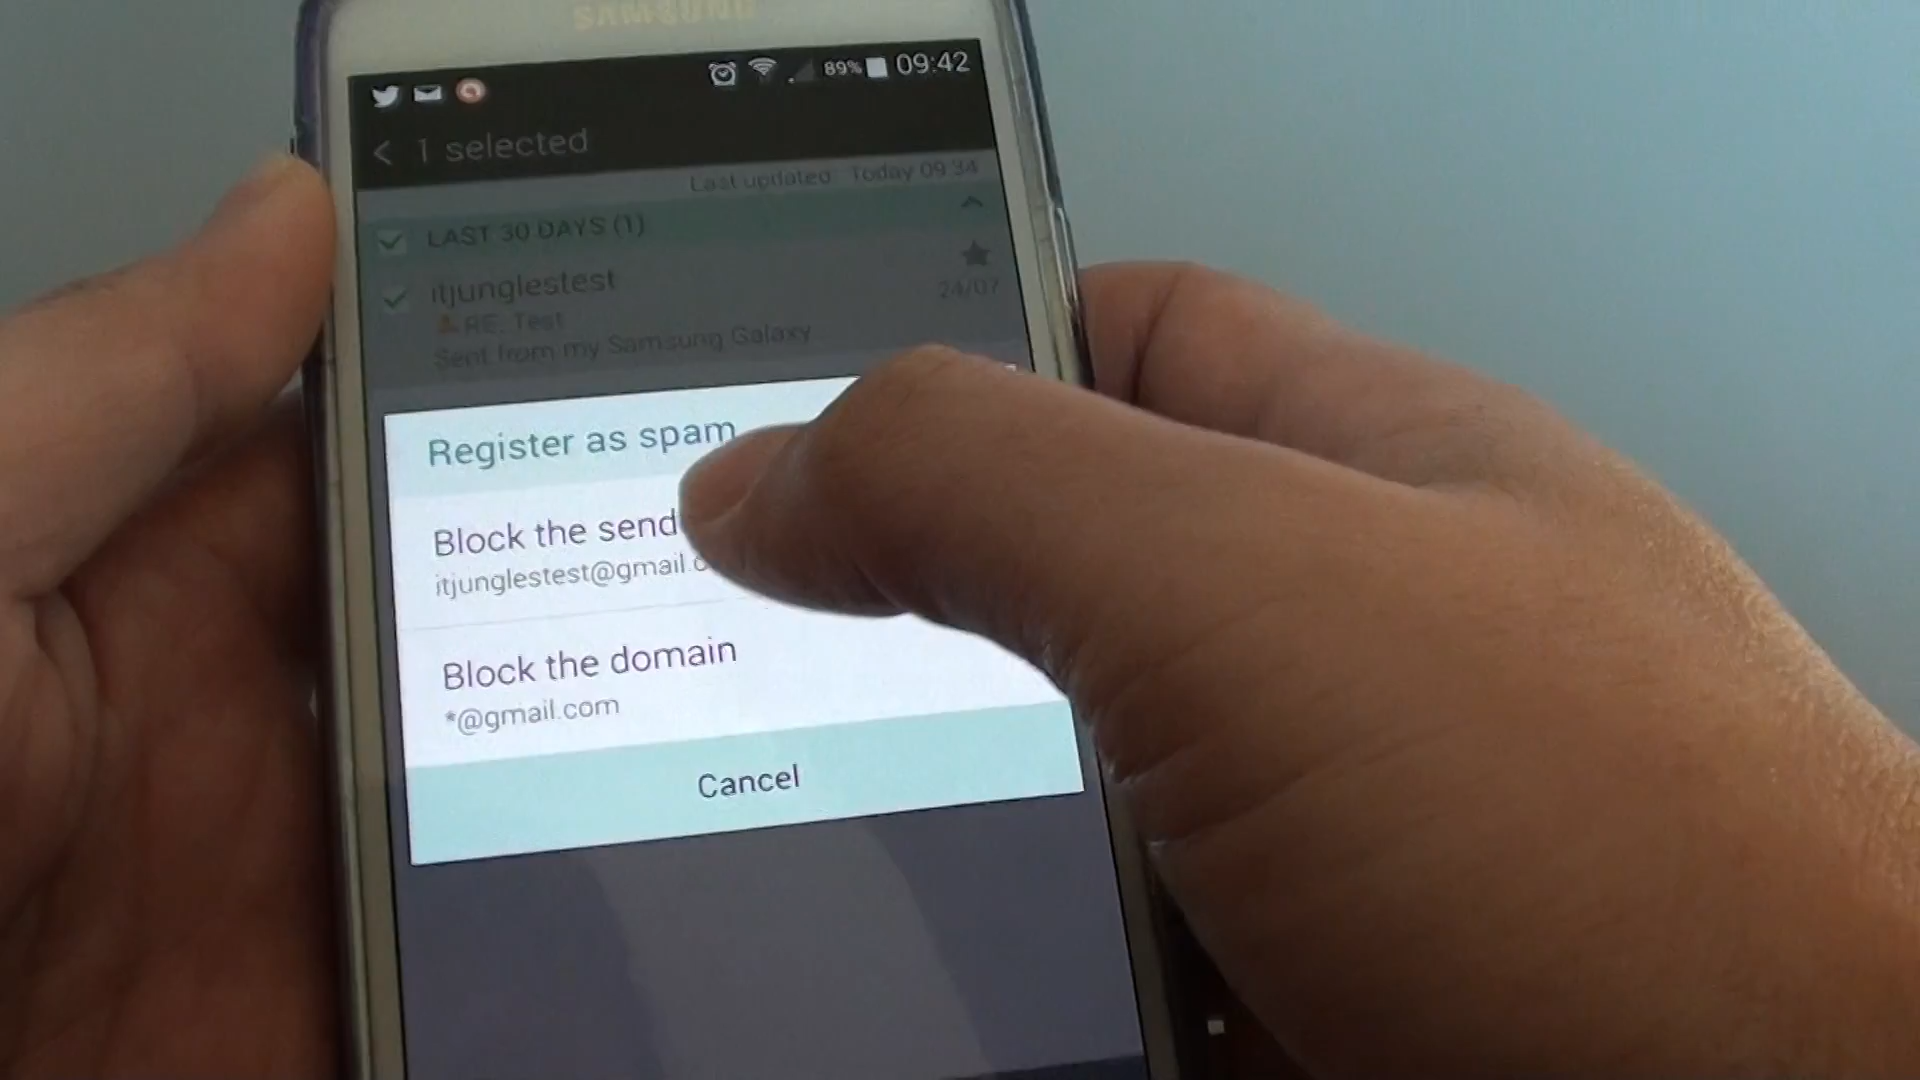 SAMSUNG
89% 09:42
< 1 selected
Last updated: Today 09:34
LAST 30 DAYS (1)
itjunglestest
24/07
RE: Test
Sent from my Samsung Galaxy
Register as spam
Block the send
itjunglestest@gmail.c
Block the domain
*@gmail.com
Cancel